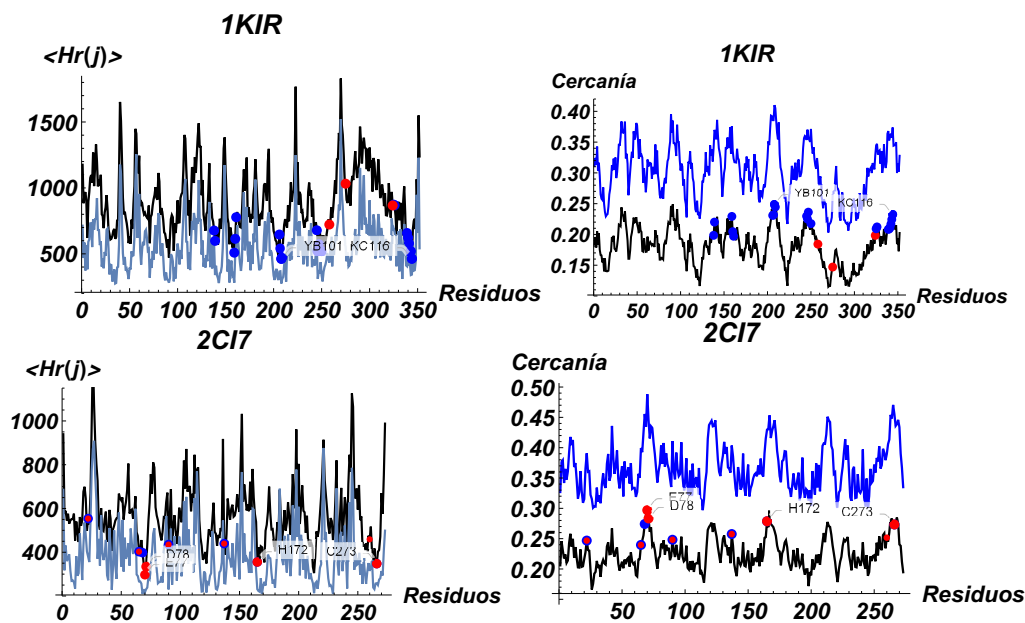 1KIR
<Hr(j)>
1500
1000
500
YB101 KC116
0 50 100 150 200 250 300 350
Residuos
1KIR
Cercanía
0.40
0.35
0.30
0.25
0.20
0.15
YB101
KC116
0 50 100 150 200 250 300 350
Residuos
2CI7
<Hr(j)>
1000
800
600
400
D78
H172
C273
0 50 100 150 200 250
Residuos
2CI7
Cercanía
0.50
0.45
0.40
0.35
0.30
0.25
0.20
E77
D78
H172
C273
50 100 150 200 250
Residuos